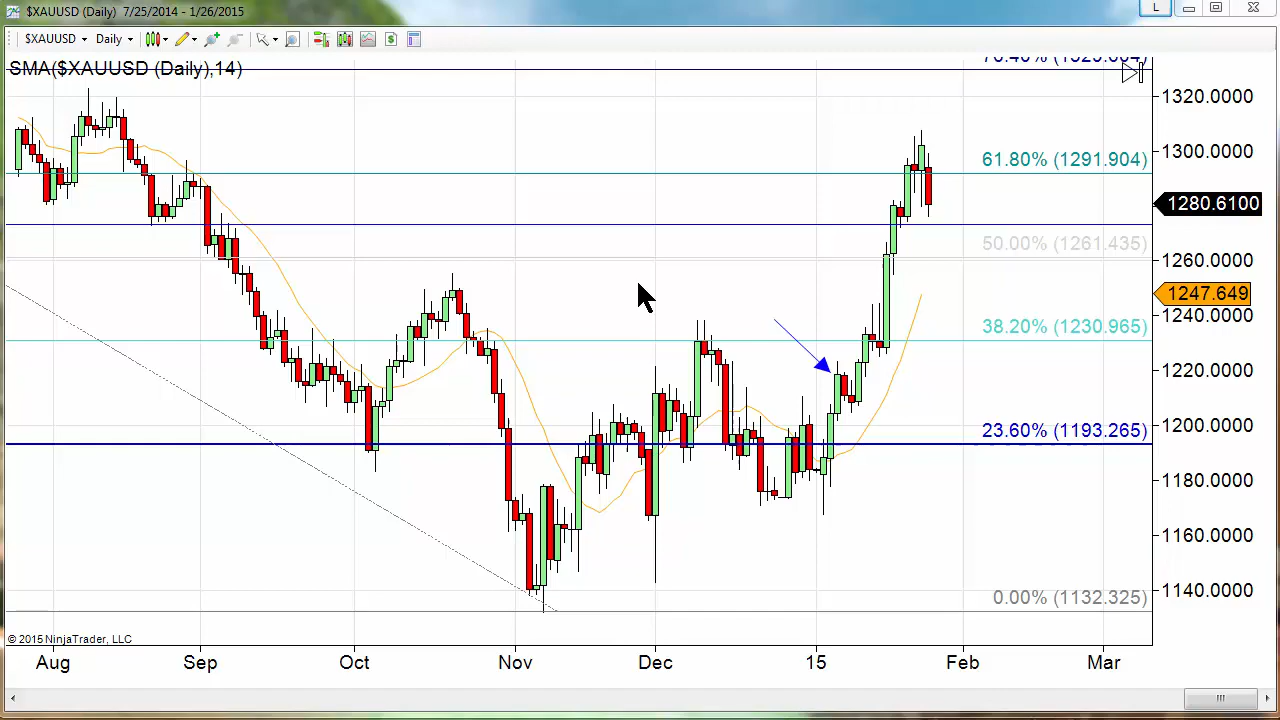 $XAUUSD (Daily) 7/25/2014 - 1/26/2015
L
$XAUUSD Daily
SMA($XAUUSD (Daily),14)
1320.0000
61.80% (1291.904)
1300.0000
1280.6100
50.00% (1261.435)
1260.0000
1247.649
1240.0000
38.20% (1230.965)
1220.0000
23.60% (1193.265)
1200.0000
1180.0000
1160.0000
0.00% (1132.325)
1140.0000
© 2015 NinjaTrader, LLC
Aug Sep Oct Nov Dec 15 Feb Mar